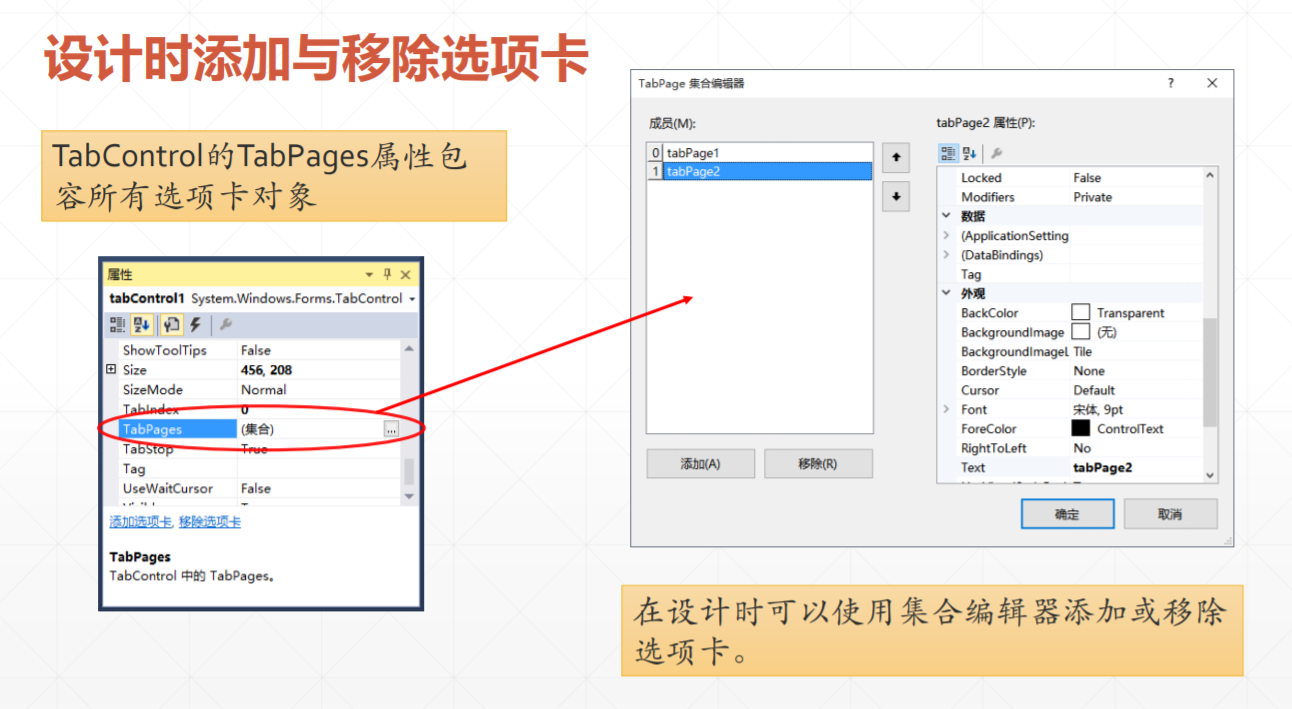 设计时添加与移除选项卡
TabControl的TabPages属性包
容所有选项卡对象
属性
tabControl1 System.Windows.Forms.TabControl
ShowToolTips False
Size 456, 208
SizeMode Normal
TabIndex 0
TabPages (集合) ...
TabStop True
Tag
UseWaitCursor False
添加选项卡, 移除选项卡
TabPages
TabControl 中的 TabPages。
TabPage 集合编辑器 ?
成员(M):
0 tabPage1
1 tabPage2
添加(A) 移除(R)
tabPage2 属性(P):
Locked False
Modifiers Private
数据
(ApplicationSetting
(DataBindings)
Tag
外观
BackColor Transparent
BackgroundImage (无)
BackgroundImageL Tile
BorderStyle None
Cursor Default
Font 宋体, 9pt
ForeColor ControlText
RightToLeft No
Text tabPage2
确定 取消
在设计时可以使用集合编辑器添加或移除
选项卡。